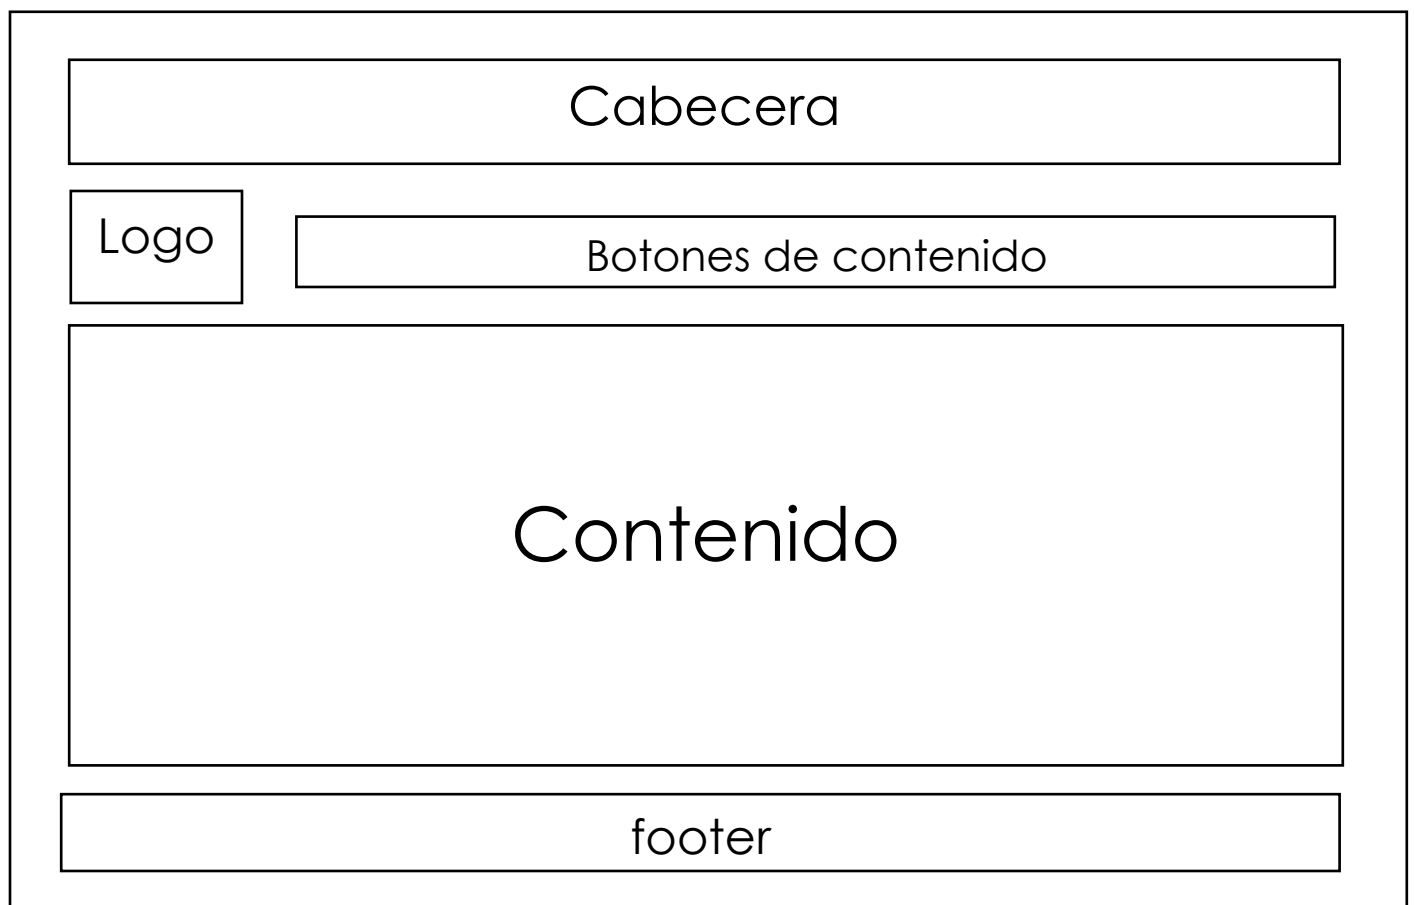 Cabecera
Logo
Botones de contenido
Contenido
footer